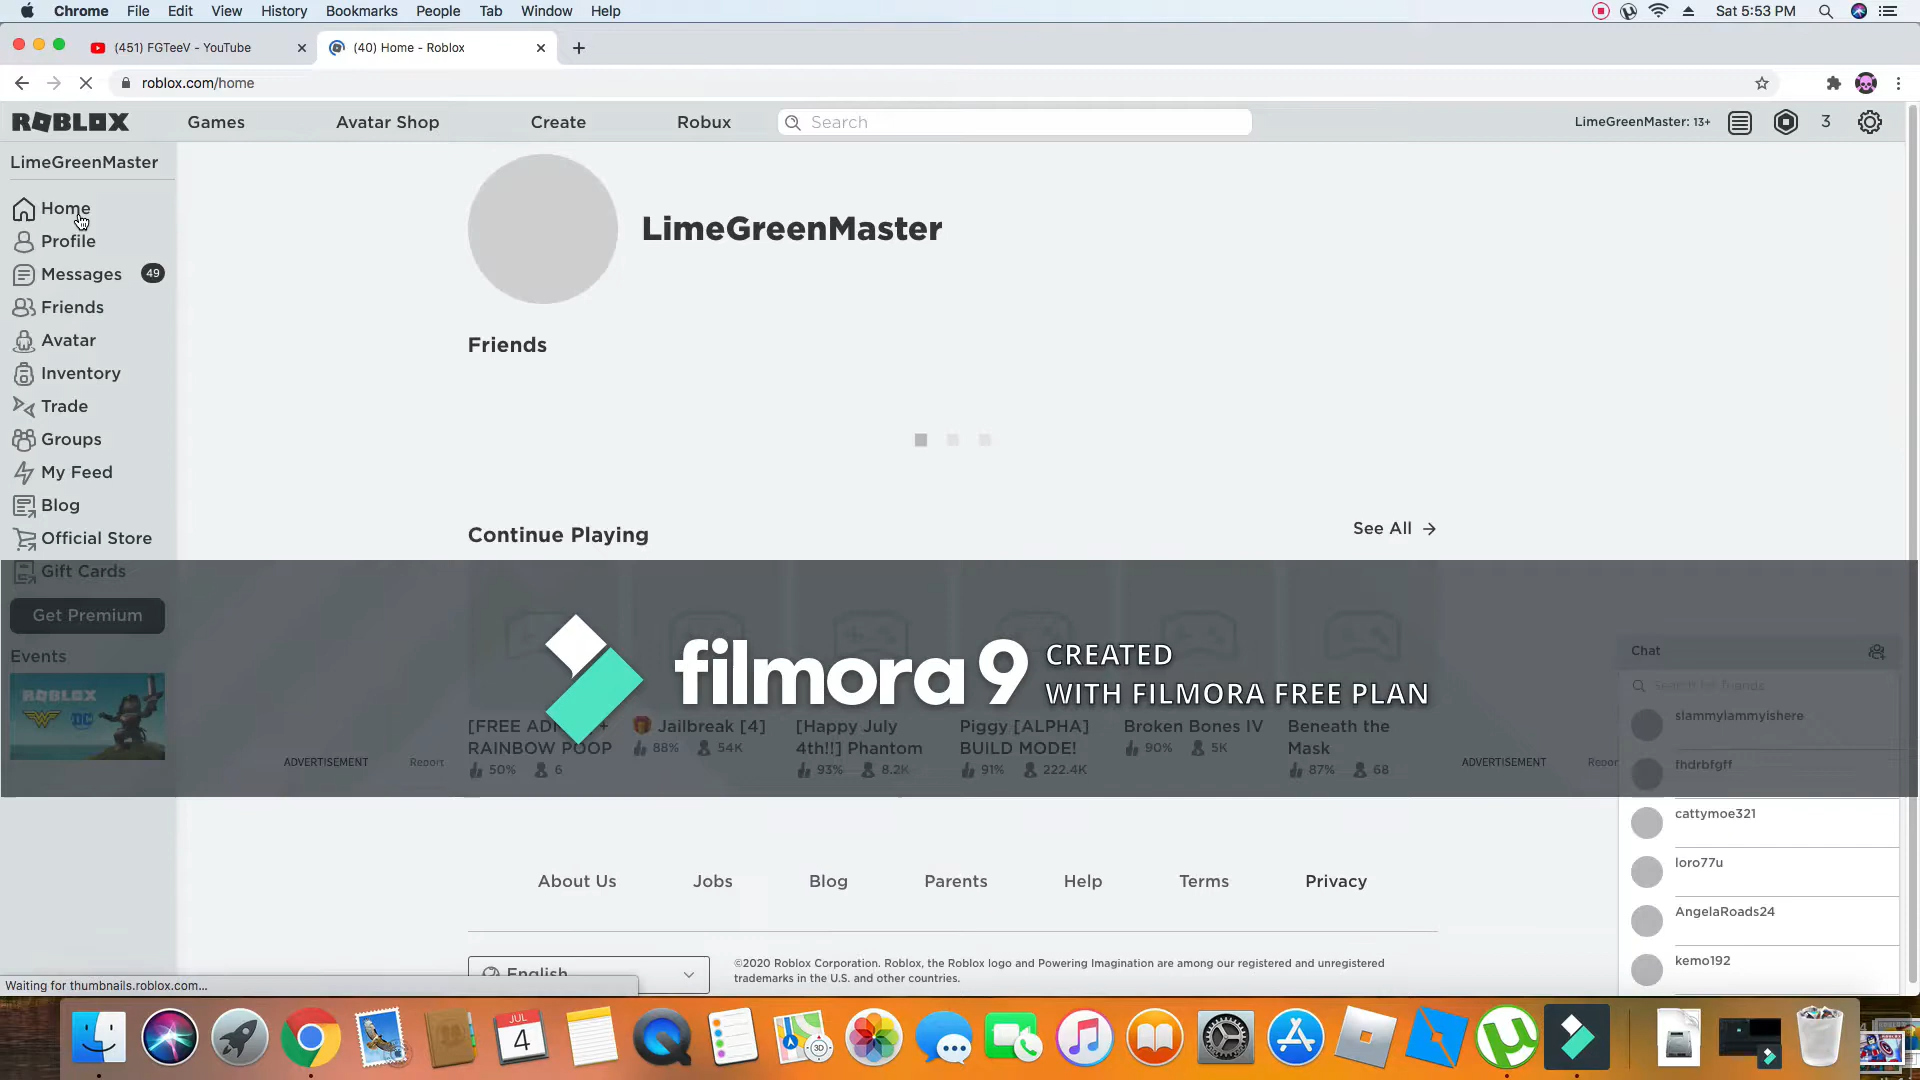 Chrome File Edit View History Bookmarks People Tab Window Help Sat 5:53 PM
(451) FGTeeV - YouTube (40) Home - Roblox
roblox.com/home
ROBLOX Games Avatar Shop Create Robux Search LimeGreenMaster: 13+ 3
LimeGreenMaster
Home
Profile
Messages 49
Friends
Avatar
Inventory
Trade
Groups
My Feed
Blog
Official Store
Gift Cards
Get Premium
Events
ROBLOX
DC
LimeGreenMaster
Friends
Continue Playing See All
filmora 9 CREATED
WITH FILMORA FREE PLAN
RAINBOW POOP
50% 6
Jailbreak [4]
88% 54K
[Happy July
4th!!] Phantom
93% 8.2K
Piggy [ALPHA]
BUILD MODE!
91% 222.4K
Broken Bones IV
90% 5K
Beneath the
Mask
87% 68
ADVERTISEMENT Report
ADVERTISEMENT
Chat
Search for friends
slammylammyishere
fhdrbfgff
cattymoe321
loro77u
AngelaRoads24
kemo192
About Us Jobs Blog Parents Help Terms Privacy
English
©2020 Roblox Corporation. Roblox, the Roblox logo and Powering Imagination are among our registered and unregistered
trademarks in the U.S. and other countries.
Waiting for thumbnails.roblox.com...
JUL
4
3D